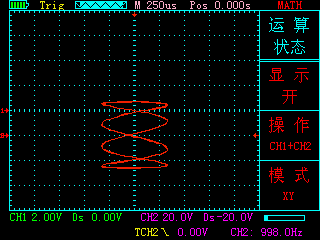 Trig M 250us Pos 0.000s MATH
运算
状态
显示
开
操作
CH1+CH2
模式
XY
CH1 2.00V Ds 0.00V CH2 20.0V Ds-20.0V
TCH2 0.00V CH2: 998.0Hz